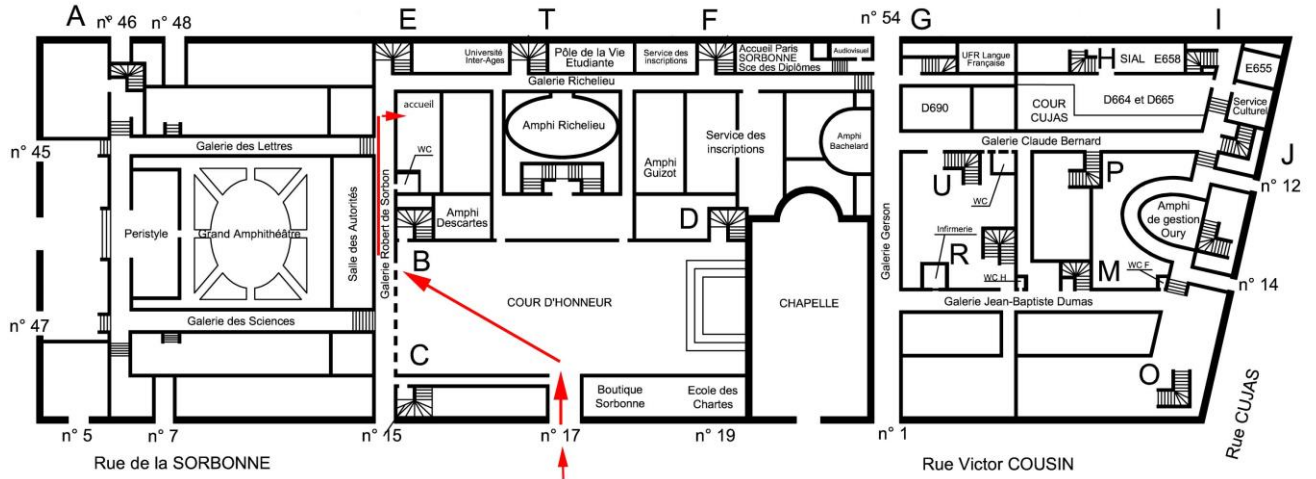 A
n° 46
n° 48
E
T
F
n° 54
G
I
Université
Inter-Ages
Pôle de la Vie
Etudiante
Service des
inscriptions
Accueil Paris
SORBONNE
Sce des Diplômes
Audiovisuel
UFR Langue
Française
H
SIAL E658
E655
Galerie Richelieu
accueil
Amphi Richelieu
Service des
inscriptions
Amphi
Bachelard
D690
COUR
CUJAS
D664 et D665
Service
Culturel
n° 45
Galerie des Lettres
WC
Amphi
Guizot
Galerie Claude Bernard
J
n° 12
Peristyle
Grand Amphithéâtre
Salle des Autorités
Galerie Robert de Sorbon
Amphi
Descartes
D
U
WC
P
Amphi
de gestion
Oury
B
COUR D'HONNEUR
CHAPELLE
Galerie Gerson
Infirmerie
R
WC H
M
WC F
n° 14
n° 47
Galerie des Sciences
Galerie Jean-Baptiste Dumas
C
Boutique
Sorbonne
Ecole des
Chartes
O
n° 5
n° 7
n° 15
n° 17
n° 19
n° 1
Rue de la SORBONNE
Rue Victor COUSIN
Rue CUJAS